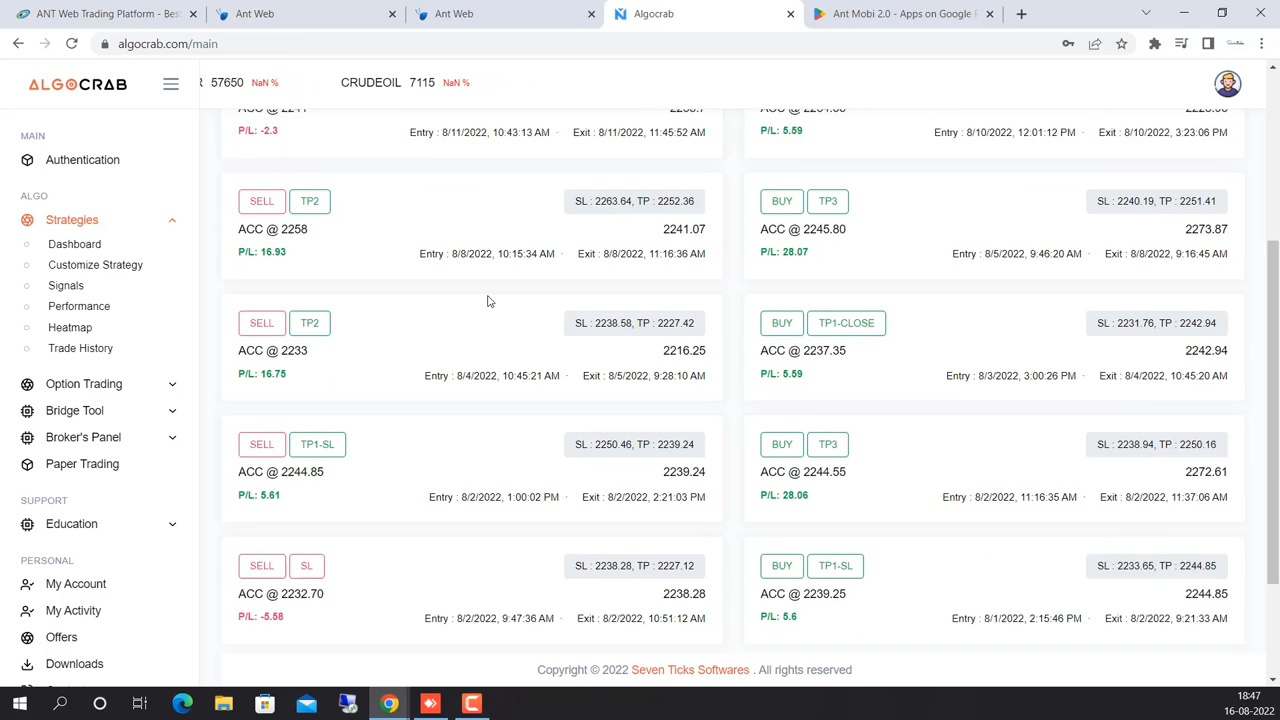 ANT Web Trading Platform - Bes
Ant Web
Ant Web
Algocrab
Ant Mobi 2.0 - Apps on Google P
algocrab.com/main
ALGOCRAB
R 57650 NaN %
CRUDEOIL 7115 NaN %
MAIN
Authentication
ALGO
Strategies
Dashboard
Customize Strategy
Signals
Performance
Heatmap
Trade History
Option Trading
Bridge Tool
Broker's Panel
Paper Trading
SUPPORT
Education
PERSONAL
My Account
My Activity
Offers
Downloads
P/L: -2.3
Entry : 8/11/2022, 10:43:13 AM · Exit : 8/11/2022, 11:45:52 AM
P/L: 5.59
Entry : 8/10/2022, 12:01:12 PM · Exit : 8/10/2022, 3:23:06 PM
SELL TP2
SL : 2263.64, TP : 2252.36
ACC @ 2258
2241.07
P/L: 16.93
Entry : 8/8/2022, 10:15:34 AM · Exit : 8/8/2022, 11:16:36 AM
BUY TP3
SL : 2240.19, TP : 2251.41
ACC @ 2245.80
2273.87
P/L: 28.07
Entry : 8/5/2022, 9:46:20 AM · Exit : 8/8/2022, 9:16:45 AM
SELL TP2
SL : 2238.58, TP : 2227.42
ACC @ 2233
2216.25
P/L: 16.75
Entry : 8/4/2022, 10:45:21 AM · Exit : 8/5/2022, 9:28:10 AM
BUY TP1-CLOSE
SL : 2231.76, TP : 2242.94
ACC @ 2237.35
2242.94
P/L: 5.59
Entry : 8/3/2022, 3:00:26 PM · Exit : 8/4/2022, 10:45:20 AM
SELL TP1-SL
SL : 2250.46, TP : 2239.24
ACC @ 2244.85
2239.24
P/L: 5.61
Entry : 8/2/2022, 1:00:02 PM · Exit : 8/2/2022, 2:21:03 PM
BUY TP3
SL : 2238.94, TP : 2250.16
ACC @ 2244.55
2272.61
P/L: 28.06
Entry : 8/2/2022, 11:16:35 AM · Exit : 8/2/2022, 11:37:06 AM
SELL SL
SL : 2238.28, TP : 2227.12
ACC @ 2232.70
2238.28
P/L: -5.58
Entry : 8/2/2022, 9:47:36 AM · Exit : 8/2/2022, 10:51:12 AM
BUY TP1-SL
SL : 2233.65, TP : 2244.85
ACC @ 2239.25
2244.85
P/L: 5.6
Entry : 8/1/2022, 2:15:46 PM · Exit : 8/2/2022, 9:21:33 AM
Copyright © 2022 Seven Ticks Softwares . All rights reserved
18:47
16-08-2022